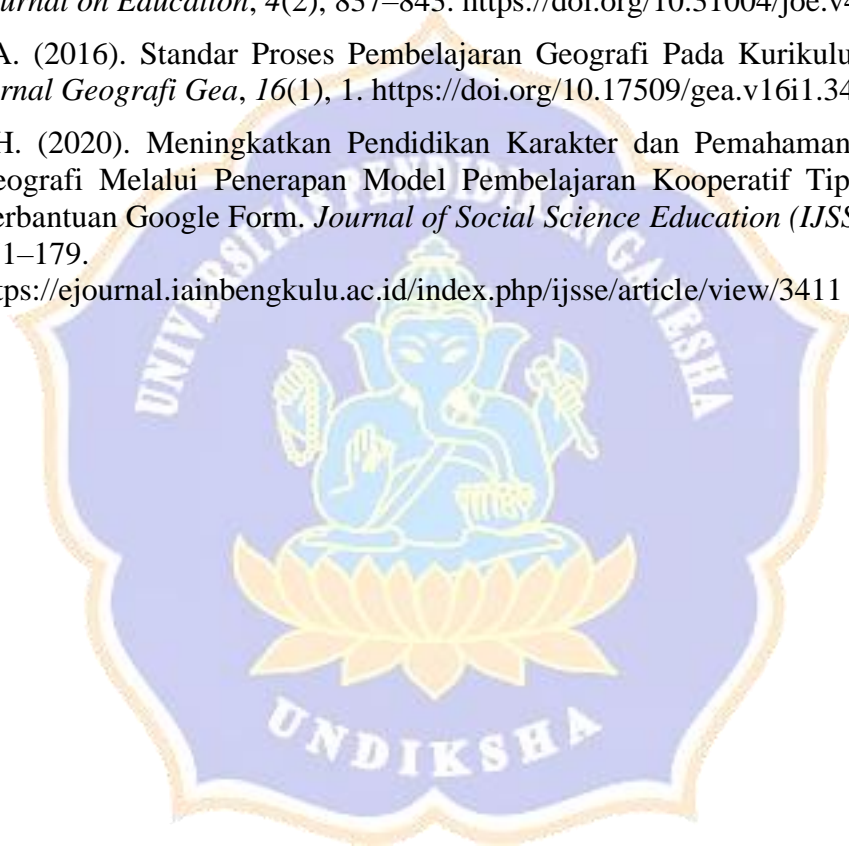 urnal on Education, 4(2), 837–843. https://doi.org/10.31004/joe.v4
A. (2016). Standar Proses Pembelajaran Geografi Pada Kurikulu
rnal Geografi Gea, 16(1), 1. https://doi.org/10.17509/gea.v16i1.34
H. (2020). Meningkatkan Pendidikan Karakter dan Pemahaman
eografi Melalui Penerapan Model Pembelajaran Kooperatif Tip
erbantuan Google Form. Journal of Social Science Education (IJSS
1–179.
tps://ejournal.iainbengkulu.ac.id/index.php/ijsse/article/view/3411
UNIVERSITAS PENDIDIKAN GANESHA
UNDIKSHA